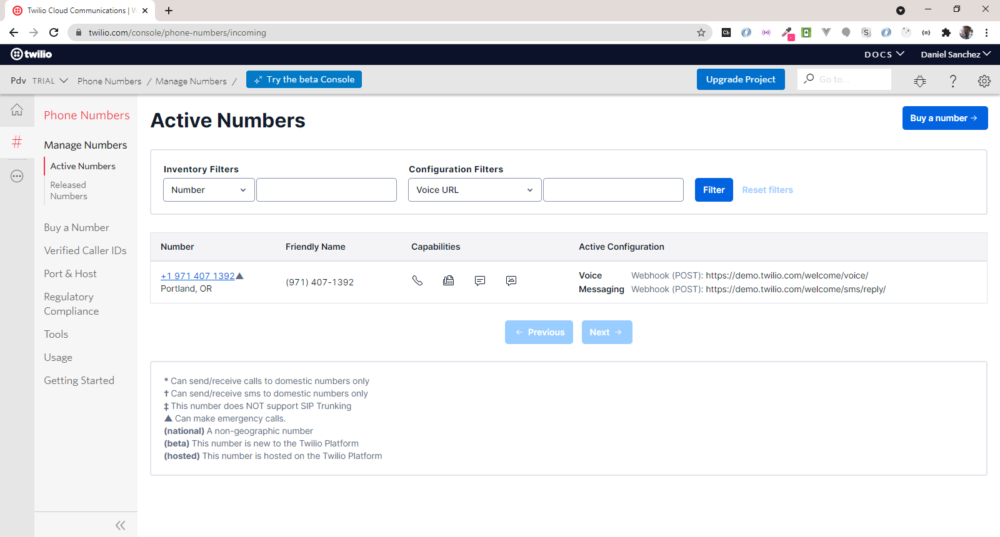 Twilio Cloud Communications | W
twilio.com/console/phone-numbers/incoming
twilio
DOCS
Daniel Sanchez
Pdv TRIAL
Phone Numbers / Manage Numbers /
Try the beta Console
Upgrade Project
Go to...
Phone Numbers
Manage Numbers
Active Numbers
Released
Numbers
Buy a Number
Verified Caller IDs
Port & Host
Regulatory
Compliance
Tools
Usage
Getting Started
Active Numbers
Buy a number →
Inventory Filters
Configuration Filters
Number
Voice URL
Filter
Reset filters
Number Friendly Name Capabilities Active Configuration
+1 971 407 1392▲
Portland, OR
(971) 407-1392
Voice Webhook (POST): https://demo.twilio.com/welcome/voice/
Messaging Webhook (POST): https://demo.twilio.com/welcome/sms/reply/
← Previous
Next →
* Can send/receive calls to domestic numbers only
† Can send/receive sms to domestic numbers only
‡ This number does NOT support SIP Trunking
▲ Can make emergency calls.
(national) A non-geographic number
(beta) This number is new to the Twilio Platform
(hosted) This number is hosted on the Twilio Platform